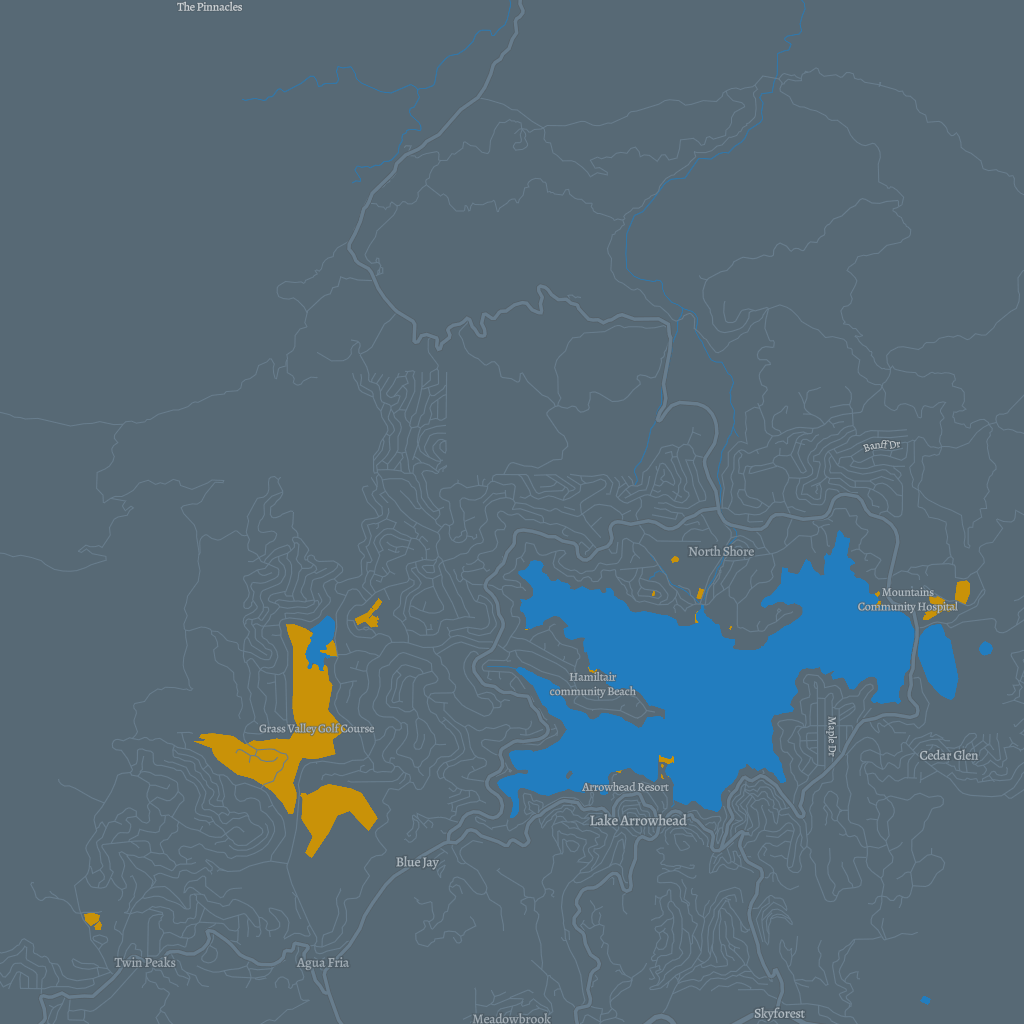 The Pinnacles
Banff Dr
North Shore
Mountains
Community Hospital
Hamiltair
community Beach
Grass Valley Golf Course
Maple Dr
Cedar Glen
Arrowhead Resort
Lake Arrowhead
Blue Jay
Twin Peaks
Agua Fria
Skyforest
Meadowbrook